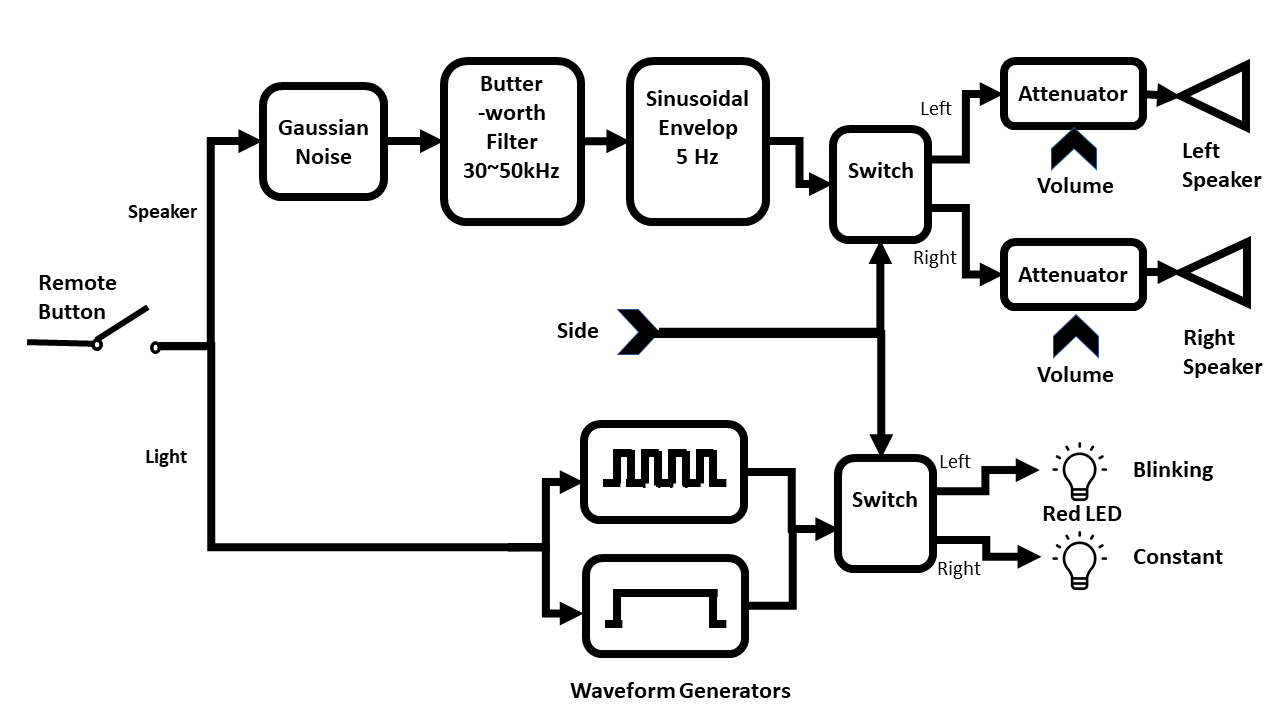 Remote
Button
Speaker
Light
Gaussian
Noise
Butter
-worth
Filter
30~50kHz
Sinusoidal
Envelop
5 Hz
Switch
Left
Right
Attenuator
Volume
Left
Speaker
Attenuator
Volume
Right
Speaker
Side
Switch
Left
Right
Blinking
Red LED
Constant
Waveform Generators